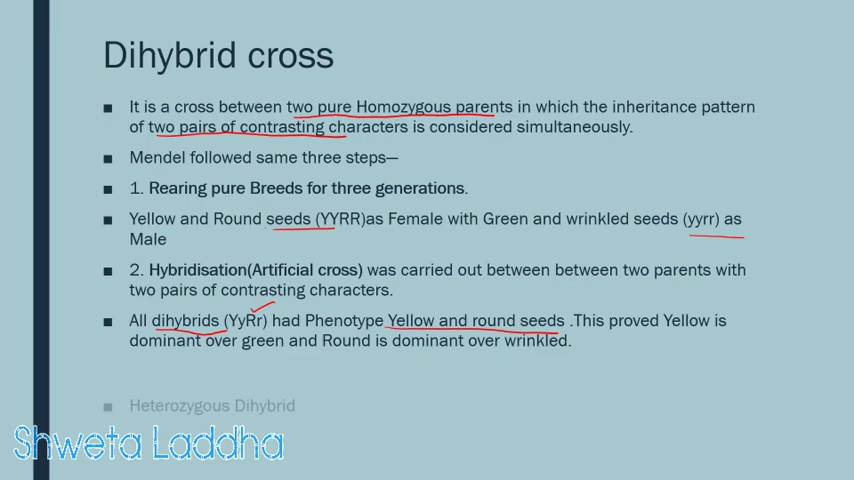 Dihybrid cross
■ It is a cross between two pure Homozygous parents in which the inheritance pattern
of two pairs of contrasting characters is considered simultaneously.
■ Mendel followed same three steps—
■ 1. Rearing pure Breeds for three generations.
■ Yellow and Round seeds (YYRR)as Female with Green and wrinkled seeds (yyrr) as
Male
■ 2. Hybridisation(Artificial cross) was carried out between between two parents with
two pairs of contrasting characters.
■ All dihybrids (YyRr) had Phenotype Yellow and round seeds .This proved Yellow is
dominant over green and Round is dominant over wrinkled.
■ Heterozygous Dihybrid
Shweta Laddha